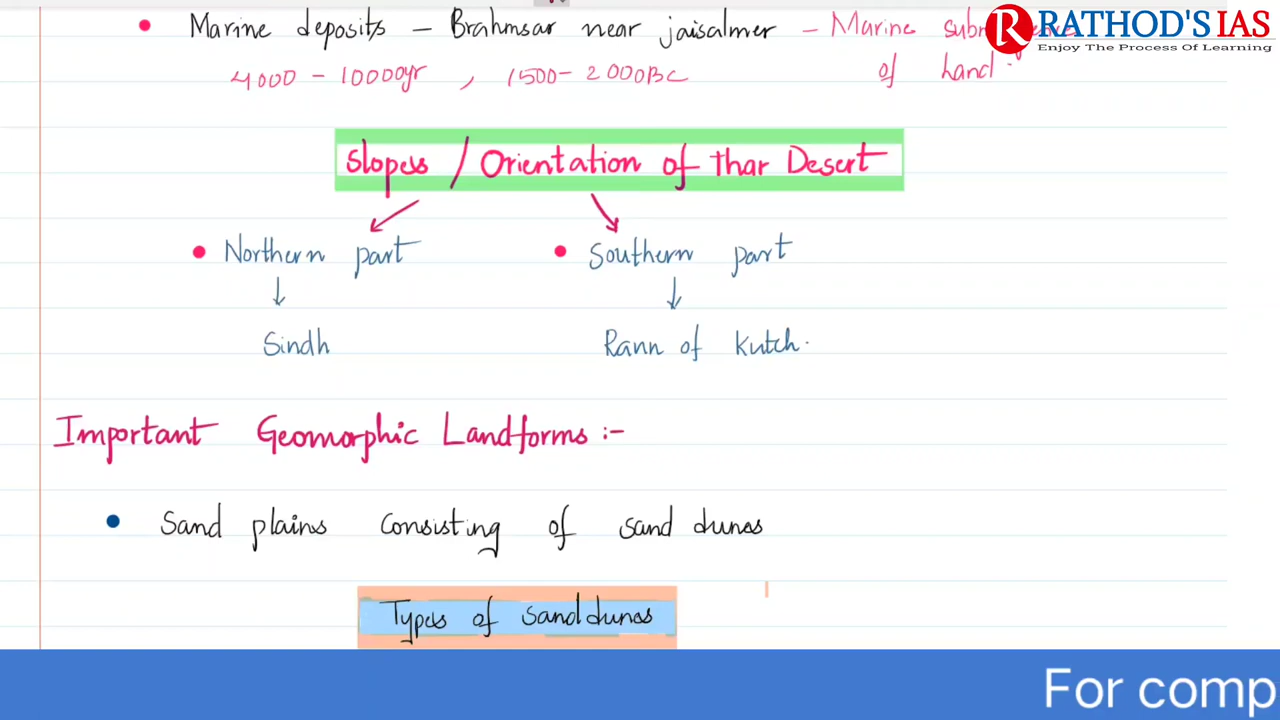 Marine deposits – Brahmsar near jaisalmer – Marine
RATHOD'S IAS
Enjoy The Process Of Learning
4000 – 10000yr , 1500 – 2000BC of land
Slopes / Orientation of Thar Desert
Northern part Southern part
Sindh Rann of Kutch.
Important Geomorphic Landforms :-
Sand plains consisting of sand dunes
Types of sand dunes
For comp